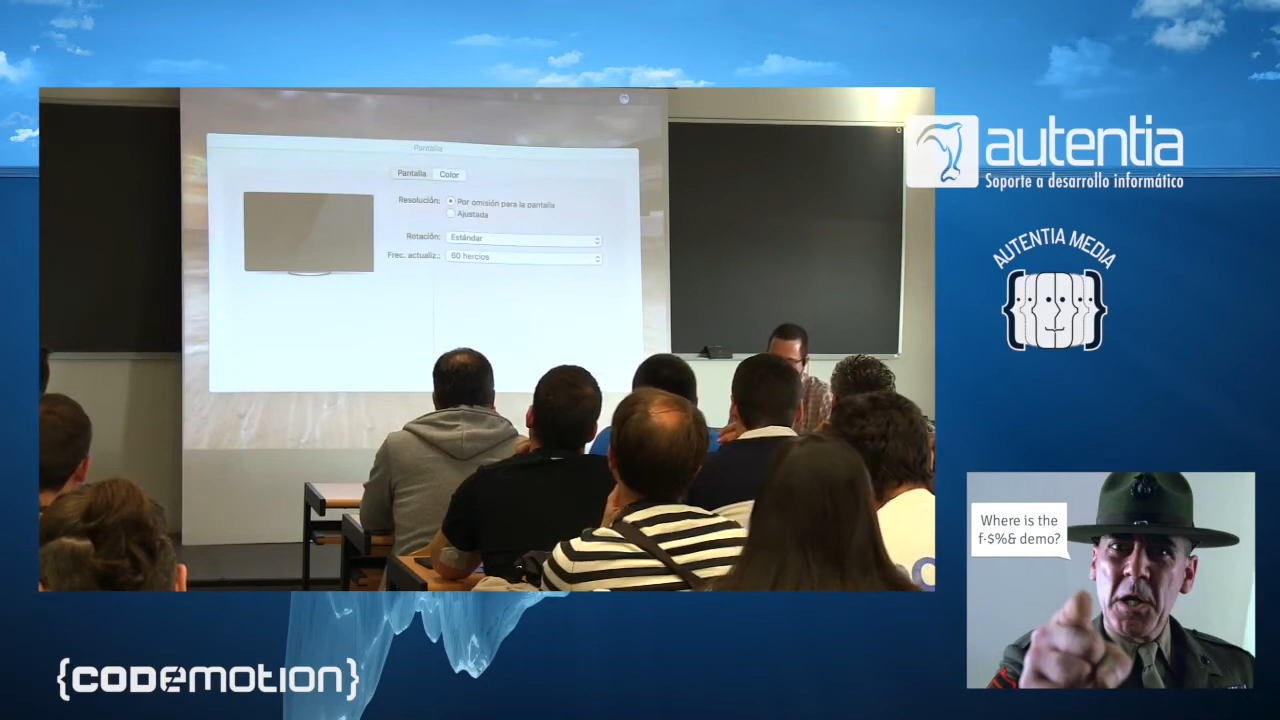 Pantalla
Pantalla Color
Resolución: Por omisión para la pantalla
Ajustada
Rotación: Estándar
Frec. actualiz.: 60 hercios
autentia
Soporte a desarrollo informático
AUTENTIA MEDIA
Where is the
f-$%& demo?
{CODEMOTION}